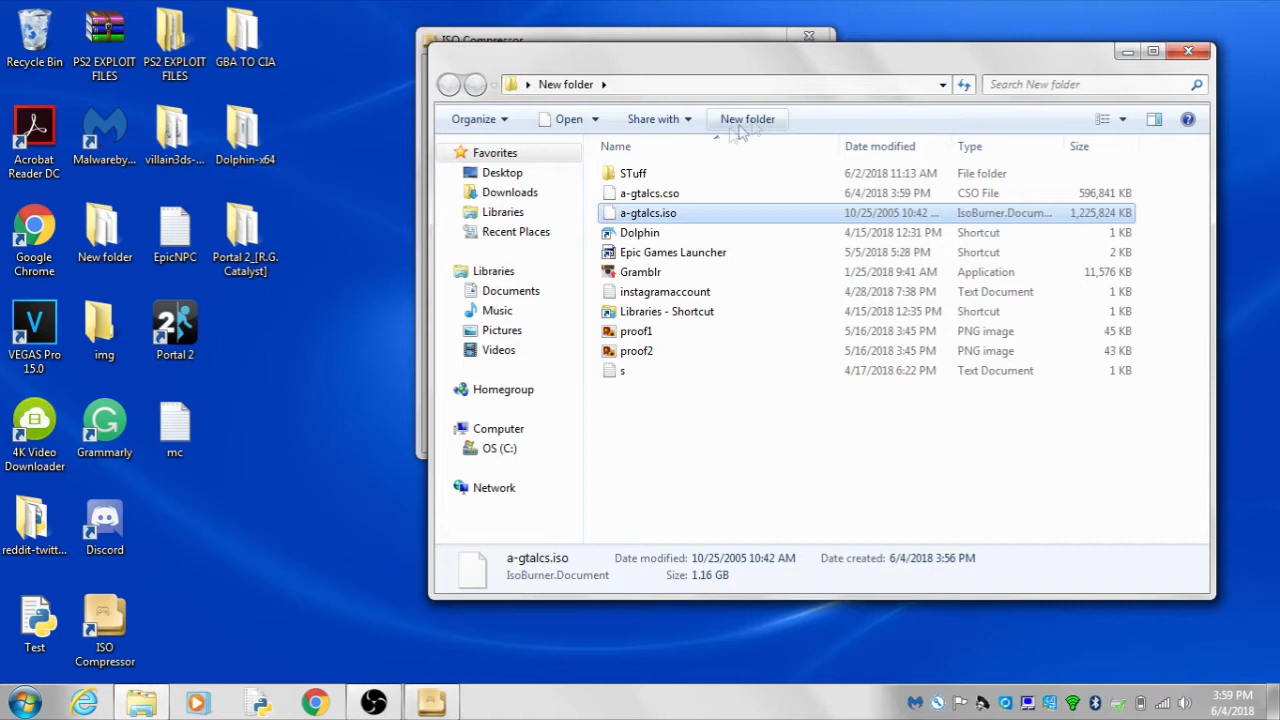 Recycle Bin
PS2 EXPLOIT FILES
PS2 EXPLOIT FILES
GBA TO CIA
Acrobat Reader DC
Malwareby...
villain3ds-...
Dolphin-x64
Google Chrome
New folder
EpicNPC
Portal 2_[R.G. Catalyst]
VEGAS Pro 15.0
img
Portal 2
4K Video Downloader
Grammarly
mc
reddit-twitt...
Discord
Test
ISO Compressor
ISO Compressor
New folder
Search New folder
Organize
Open
Share with
New folder
Favorites
Desktop
Downloads
Libraries
Recent Places
Libraries
Documents
Music
Pictures
Videos
Homegroup
Computer
OS (C:)
Network
Name Date modified Type Size
STuff 6/2/2018 11:13 AM File folder
a-gtalcs.cso 6/4/2018 3:59 PM CSO File 596,841 KB
a-gtalcs.iso 10/25/2005 10:42 ... IsoBurner.Docum... 1,225,824 KB
Dolphin 4/15/2018 12:31 PM Shortcut 1 KB
Epic Games Launcher 5/5/2018 5:28 PM Shortcut 2 KB
Gramblr 1/25/2018 9:41 AM Application 11,576 KB
instagramaccount 4/28/2018 7:38 PM Text Document 1 KB
Libraries - Shortcut 4/15/2018 12:35 PM Shortcut 1 KB
proof1 5/16/2018 3:45 PM PNG image 45 KB
proof2 5/16/2018 3:45 PM PNG image 43 KB
s 4/17/2018 6:22 PM Text Document 1 KB
a-gtalcs.iso Date modified: 10/25/2005 10:42 AM Date created: 6/4/2018 3:56 PM
IsoBurner.Document Size: 1.16 GB
3:59 PM
6/4/2018